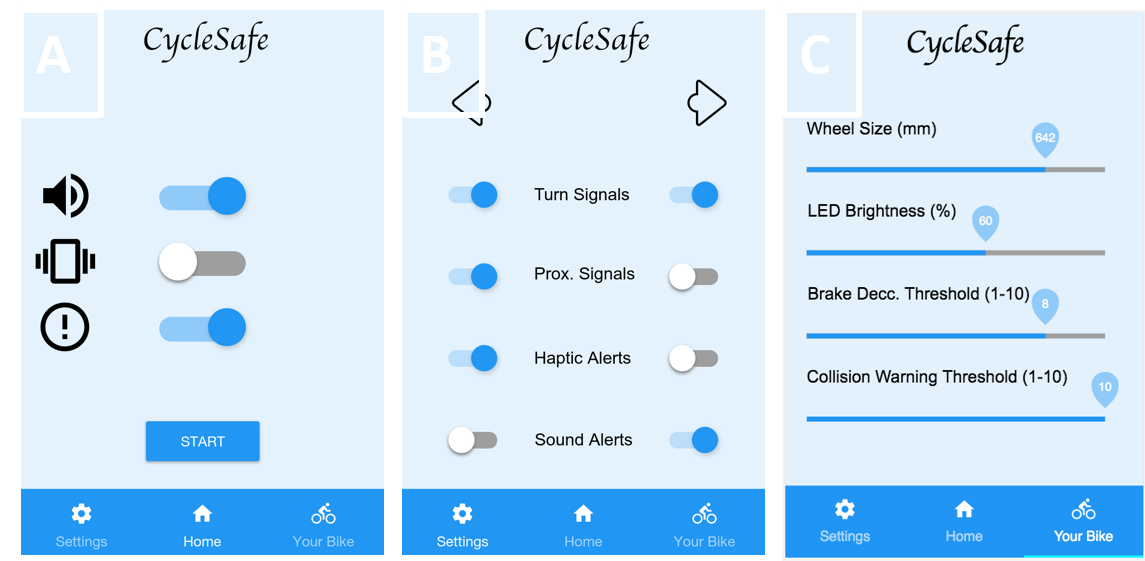 A
CycleSafe
START
Settings
Home
Your Bike
B
CycleSafe
Turn Signals
Prox. Signals
Haptic Alerts
Sound Alerts
Settings
Home
Your Bike
C
CycleSafe
Wheel Size (mm)
642
LED Brightness (%)
60
Brake Decc. Threshold (1-10)
8
Collision Warning Threshold (1-10)
10
Settings
Home
Your Bike